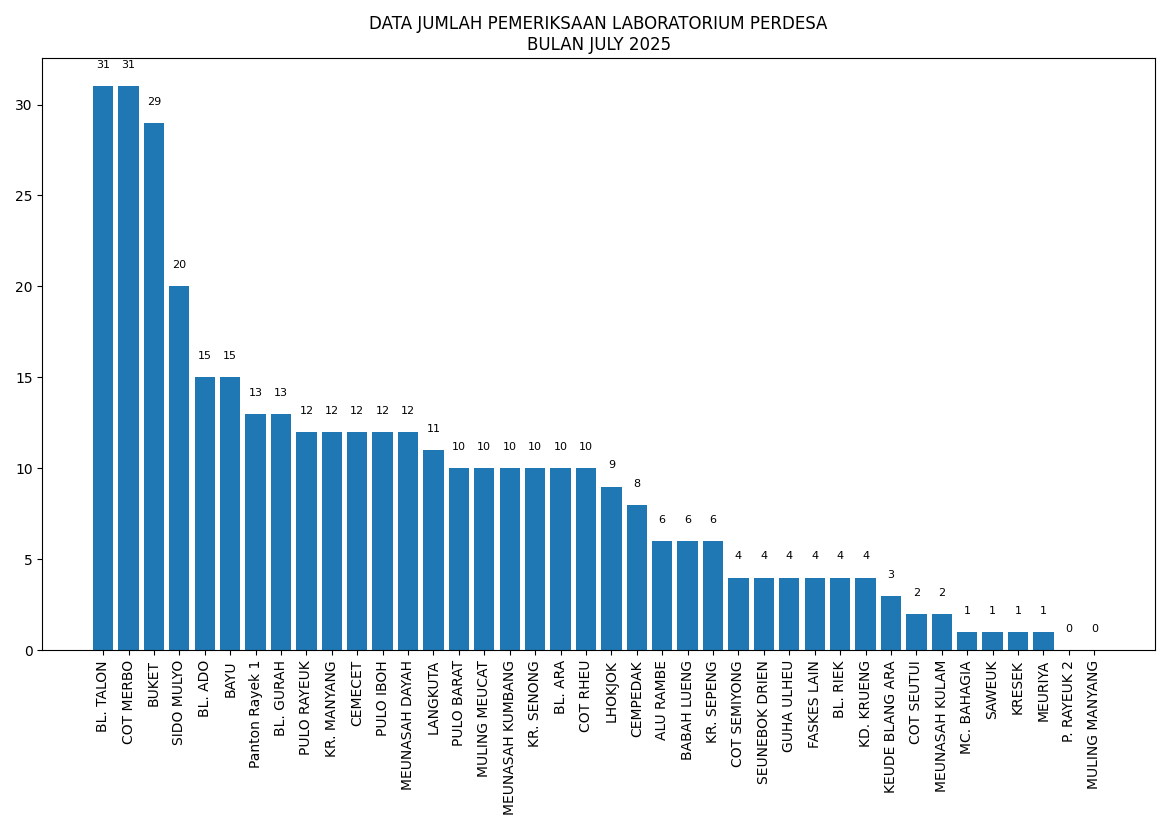 DATA JUMLAH PEMERIKSAAN LABORATORIUM PERDESA
BULAN JULY 2025
31
31
29
20
15
15
13
13
12
12
12
12
12
11
10
10
10
10
10
10
9
8
6
6
6
4
4
4
4
4
4
3
2
2
1
1
1
1
0
0
30
25
20
15
10
5
0
BL. TALON
COT MERBO
BUKET
SIDO MULYO
BL. ADO
BAYU
Panton Rayek 1
BL. GURAH
PULO RAYEUK
KR. MANYANG
CEMECET
PULO IBOH
MEUNASAH DAYAH
LANGKUTA
PULO BARAT
MULING MEUCAT
MEUNASAH KUMBANG
KR. SENONG
BL. ARA
COT RHEU
LHOKJOK
CEMPEDAK
ALU RAMBE
BABAH LUENG
KR. SEPENG
COT SEMIYONG
SEUNEBOK DRIEN
GUHA ULHEU
FASKES LAIN
BL. RIEK
KD. KRUENG
KEUDE BLANG ARA
COT SEUTUI
MEUNASAH KULAM
MC. BAHAGIA
SAWEUK
KRESEK
MEURIYA
P. RAYEUK 2
MULING MANYANG